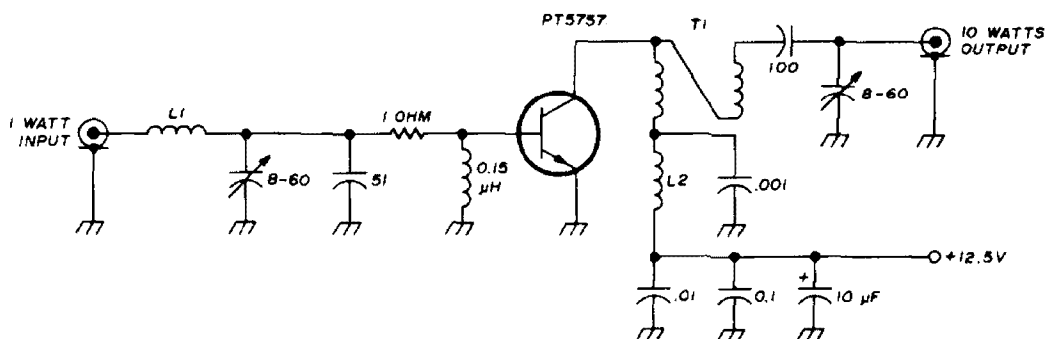 PT5757
T1
10 WATTS
OUTPUT
100
8-60
1 WATT
INPUT
L1
1 OHM
8-60
51
0.15
μH
L2
.001
+12.5V
.01
0.1
+
10 μF